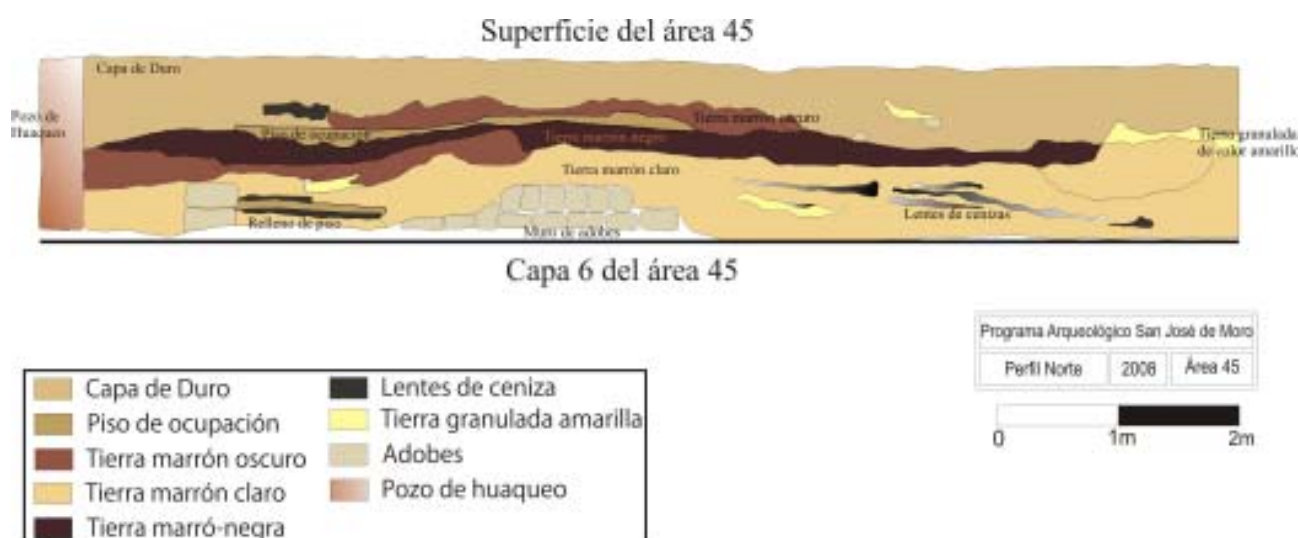 Superficie del área 45
Capa de Duro
Pozo de
Huaqueo
Piso de ocupación
Tierra marrón oscuro
Tierra marrón negro
Tierra granulada
de color amarillo
Tierra marrón claro
Relleno de piso
Muro de adobes
Lentes de cenizas
Capa 6 del área 45
Programa Arqueológico San José de Moro
Perfil Norte 2008 Área 45
0 1m 2m
Capa de Duro
Piso de ocupación
Tierra marrón oscuro
Tierra marrón claro
Tierra marró-negra
Lentes de ceniza
Tierra granulada amarilla
Adobes
Pozo de huaqueo